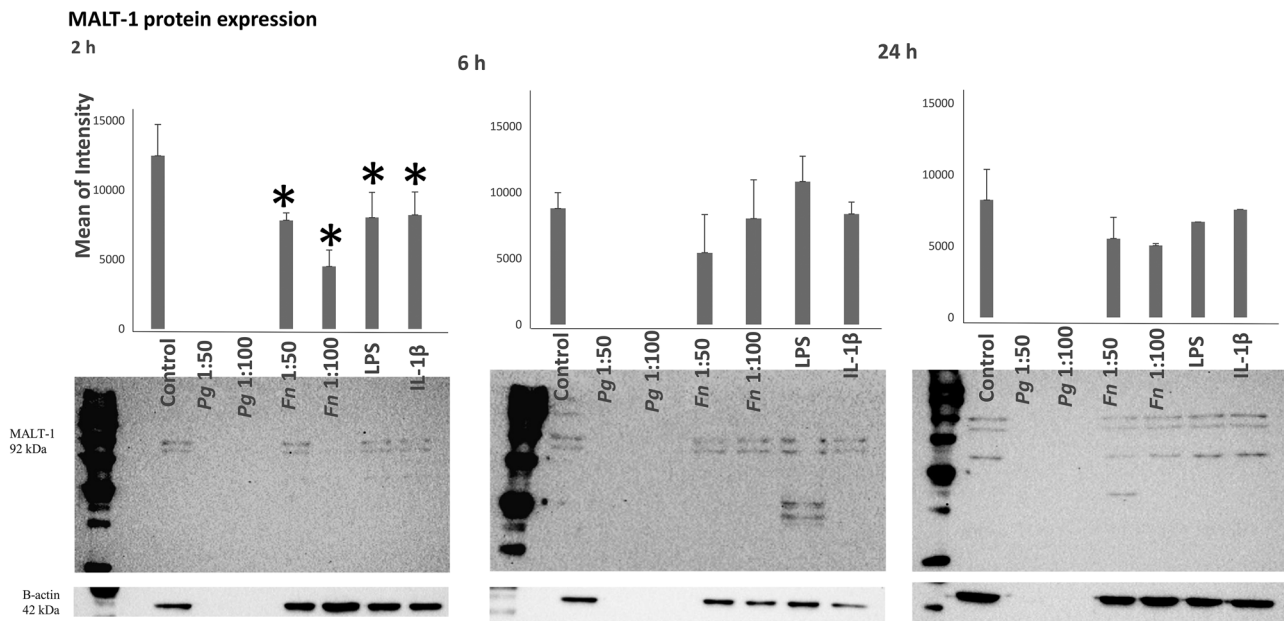 MALT-1 protein expression
2 h
6 h
24 h
Mean of Intensity
15000
10000
5000
0
* * * *
15000
10000
5000
0
15000
10000
5000
0
Control
Pg 1:50
Pg 1:100
Fn 1:50
Fn 1:100
LPS
IL-1β
Control
Pg 1:50
Pg 1:100
Fn 1:50
Fn 1:100
LPS
IL-1β
Control
Pg 1:50
Pg 1:100
Fn 1:50
Fn 1:100
LPS
IL-1β
MALT-1
92 kDa
B-actin
42 kDa